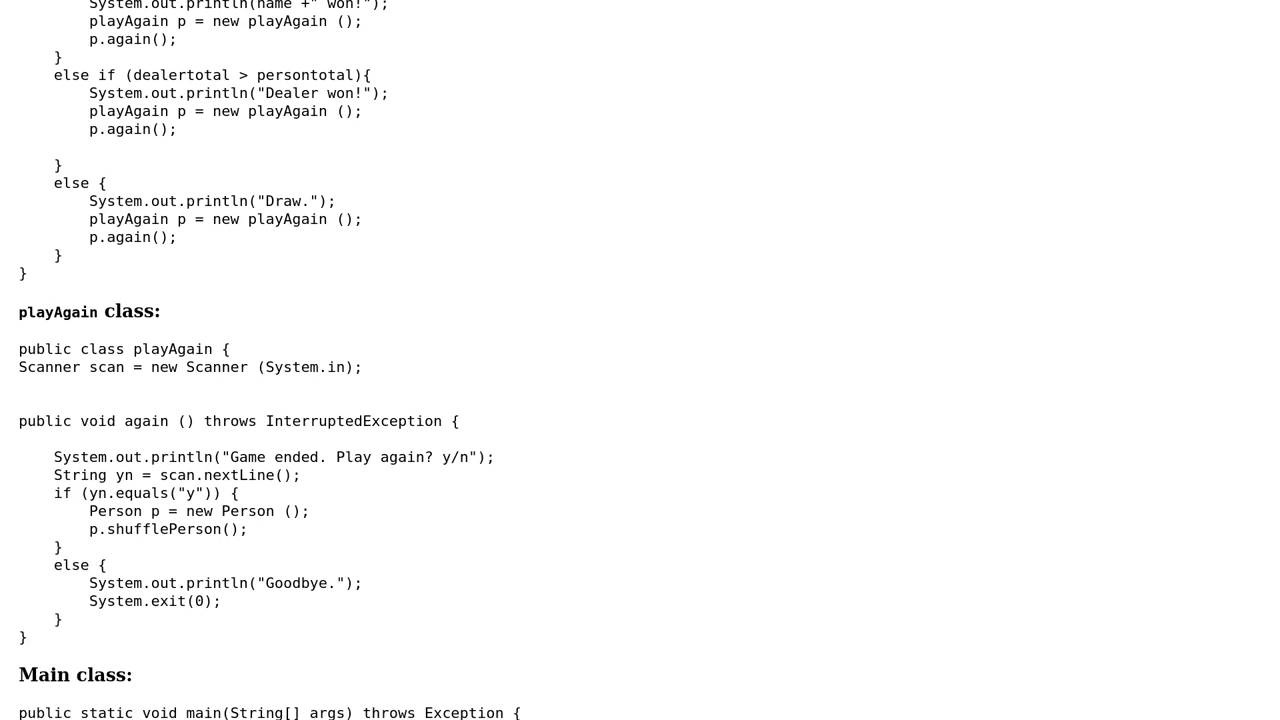 System.out.println(name +" won!");
        playAgain p = new playAgain ();
        p.again();
    }
    else if (dealertotal > persontotal){
        System.out.println("Dealer won!");
        playAgain p = new playAgain ();
        p.again();

    }
    else {
        System.out.println("Draw.");
        playAgain p = new playAgain ();
        p.again();
    }
}
playAgain class:
public class playAgain {
Scanner scan = new Scanner (System.in);


public void again () throws InterruptedException {

    System.out.println("Game ended. Play again? y/n");
    String yn = scan.nextLine();
    if (yn.equals("y")) {
        Person p = new Person ();
        p.shufflePerson();
    }
    else {
        System.out.println("Goodbye.");
        System.exit(0);
    }
}
Main class:
public static void main(String[] args) throws Exception {